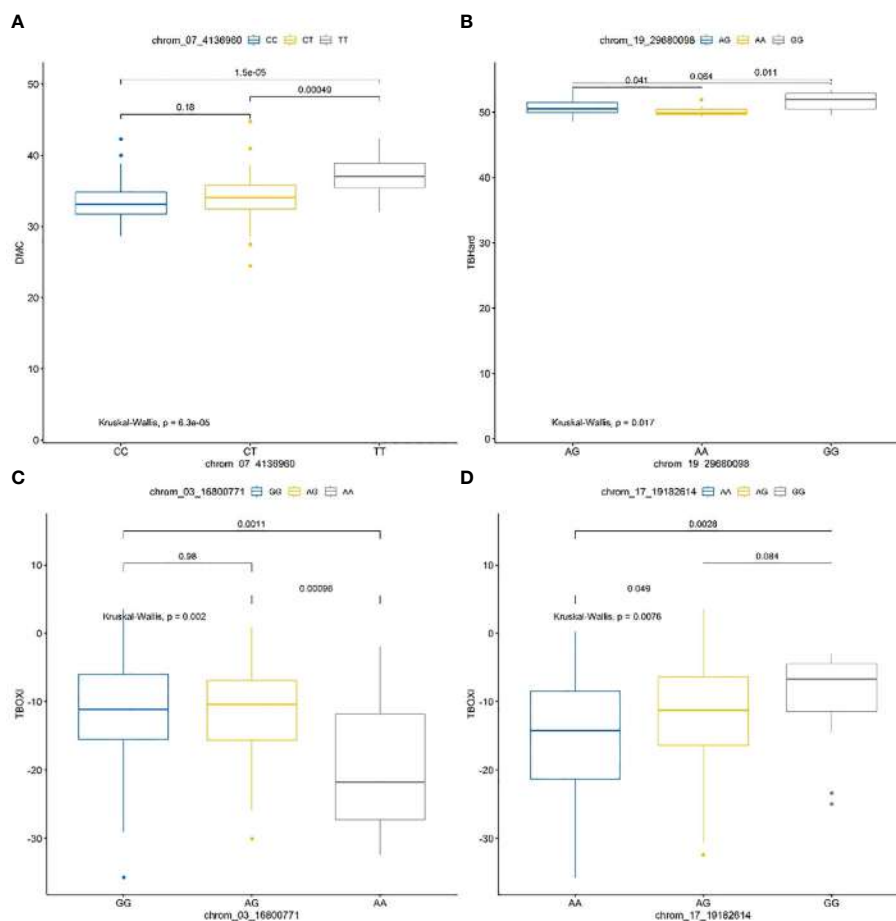 A
chrom_07_4136960 CC CT TT
1.5e-05
0.00049
0.18
50
40
30
20
10
0
DMC
Kruskal-Wallis, p = 6.3e-05
CC CT TT
chrom_07_4136960
B
chrom_19_29680098 AG AA GG
0.011
0.064
0.041
50
40
30
20
10
0
TBHard
Kruskal-Wallis, p = 0.017
AG AA GG
chrom_19_29680098
C
chrom_03_16800771 GG AG AA
0.0011
0.98
0.00096
Kruskal-Wallis, p = 0.002
10
0
-10
-20
-30
TBOXI
GG AG AA
chrom_03_16800771
D
chrom_17_19182614 AA AG GG
0.0028
0.084
0.049
Kruskal-Wallis, p = 0.0076
10
0
-10
-20
-30
TBOXI
AA AG GG
chrom_17_19182614